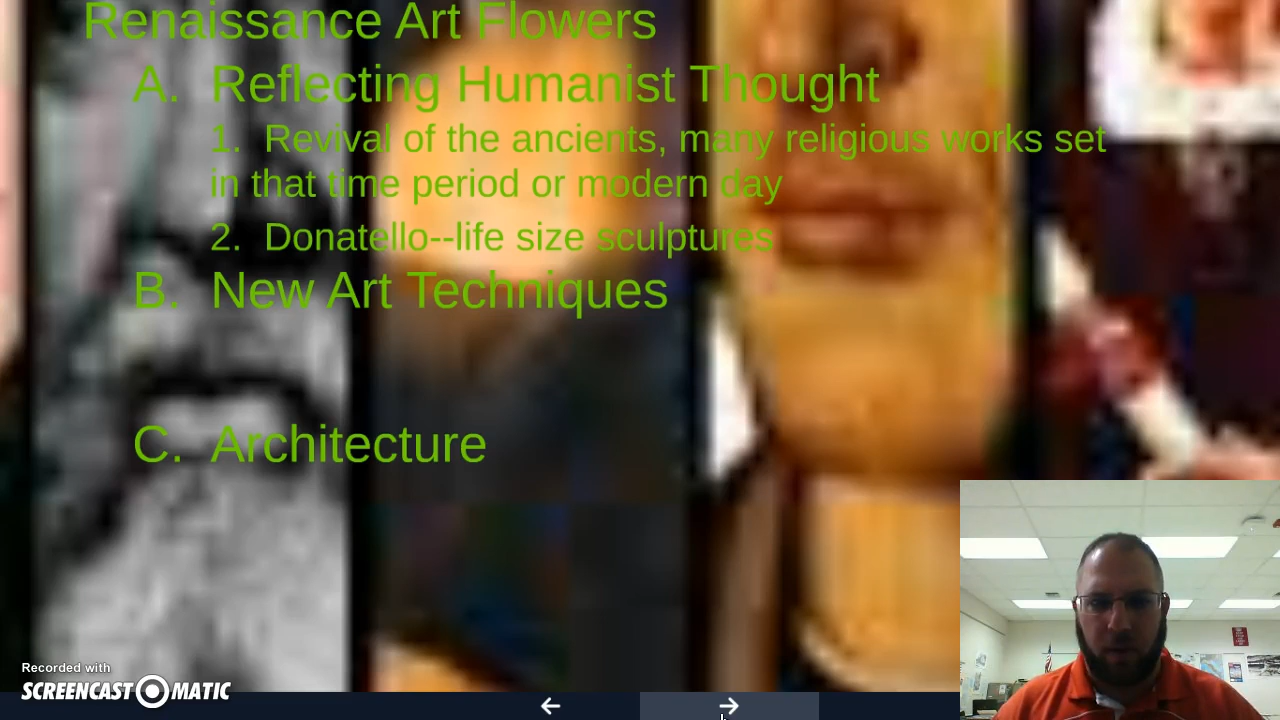 Renaissance Art Flowers
A. Reflecting Humanist Thought
1. Revival of the ancients, many religious works set
in that time period or modern day
2. Donatello--life size sculptures
B. New Art Techniques
C. Architecture
Recorded with
SCREENCAST-O-MATIC